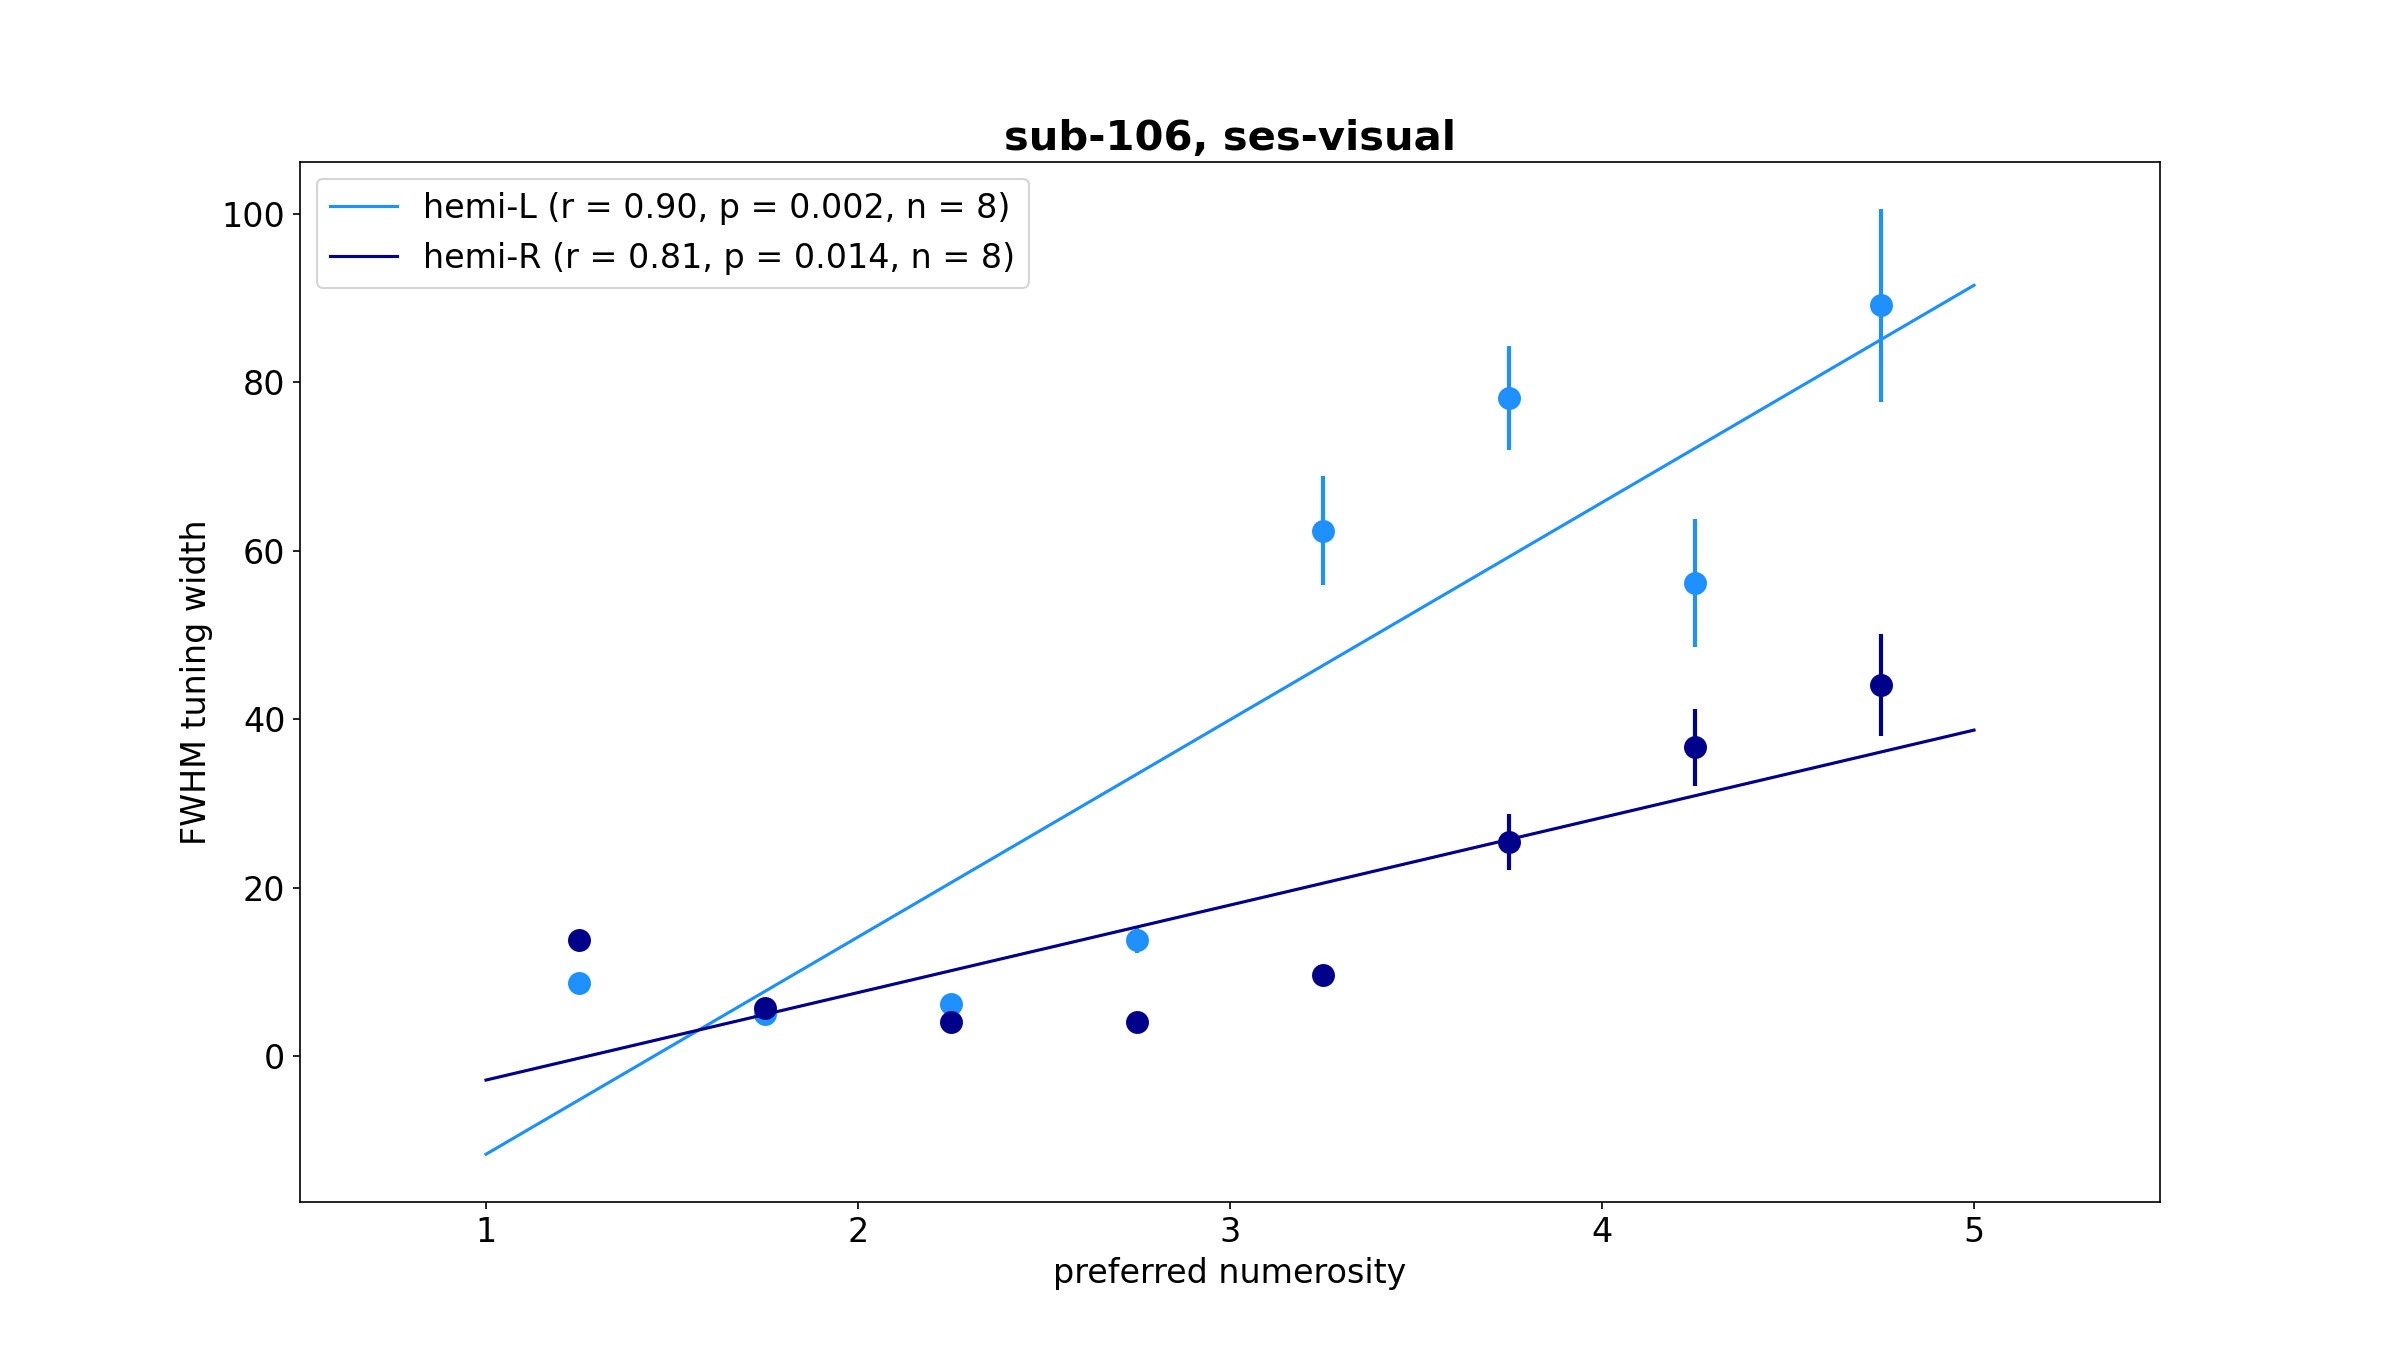 sub-106, ses-visual
hemi-L (r = 0.90, p = 0.002, n = 8)
hemi-R (r = 0.81, p = 0.014, n = 8)
100
80
60
40
20
0
FWHM tuning width
1 2 3 4 5
preferred numerosity